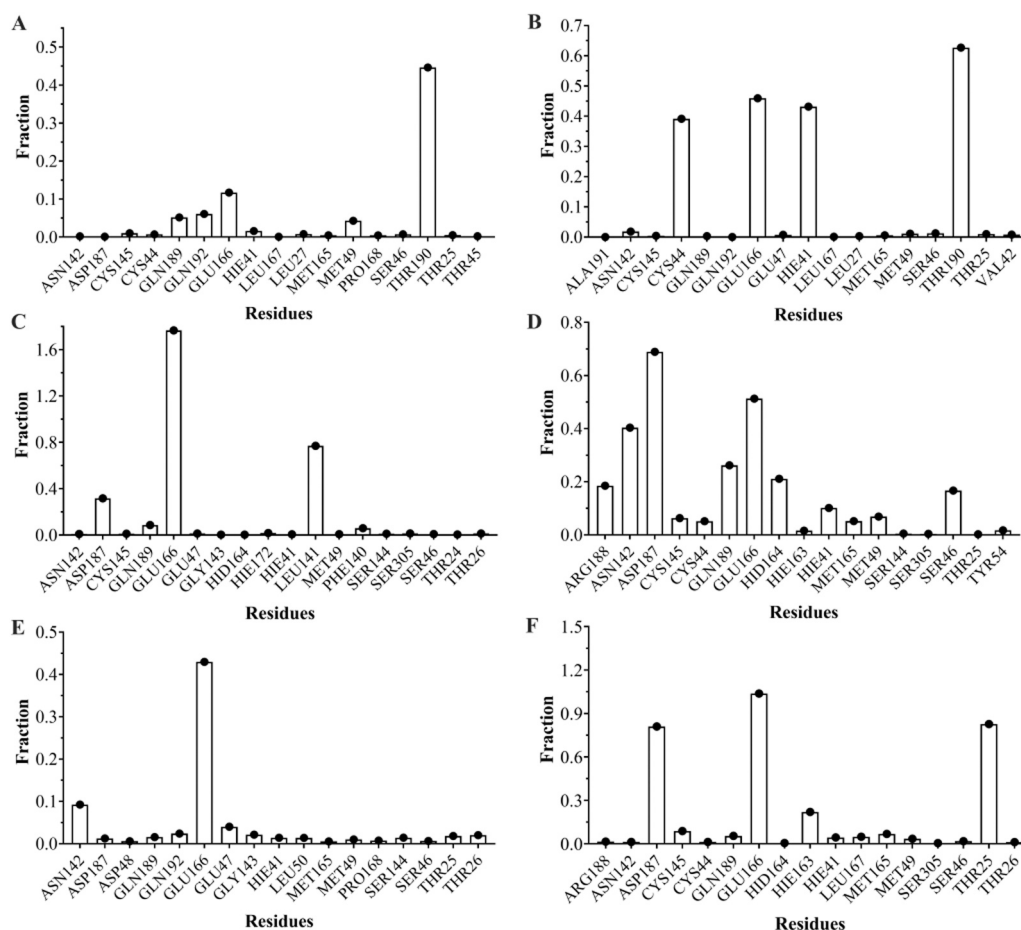 A
Fraction
0.5
0.4
0.3
0.2
0.1
0.0
ASN142
ASP187
CYS145
CYS44
GLN189
GLN192
GLU166
HIE41
LEU167
LEU27
MET165
MET49
PRO168
SER46
THR190
THR25
THR45
Residues
B
Fraction
0.7
0.6
0.5
0.4
0.3
0.2
0.1
0.0
ALA191
ASN142
CYS145
CYS44
GLN189
GLN192
GLU166
GLU47
HIE41
LEU167
LEU27
MET165
MET49
SER46
THR190
THR25
VAL42
Residues
C
Fraction
1.6
1.2
0.8
0.4
0.0
ASN142
ASP187
CYS145
GLN189
GLU166
GLU47
GLY143
HID164
HIE172
HIE41
LEU141
MET49
PHE140
SER144
SER305
SER46
THR24
THR26
Residues
D
Fraction
0.8
0.6
0.4
0.2
0.0
ARG188
ASN142
ASP187
CYS145
CYS44
GLN189
GLU166
HID164
HIE163
HIE41
MET165
MET49
SER144
SER305
SER46
THR25
TYR54
Residues
E
Fraction
0.5
0.4
0.3
0.2
0.1
0.0
ASN142
ASP187
ASP48
GLN189
GLN192
GLU166
GLU47
GLY143
HIE41
LEU50
MET165
MET49
PRO168
SER144
SER46
THR25
THR26
Residues
F
Fraction
1.5
1.2
0.9
0.6
0.3
0.0
ARG188
ASN142
ASP187
CYS145
CYS44
GLN189
GLU166
HID164
HIE163
HIE41
LEU167
MET165
MET49
SER305
SER46
THR25
THR26
Residues